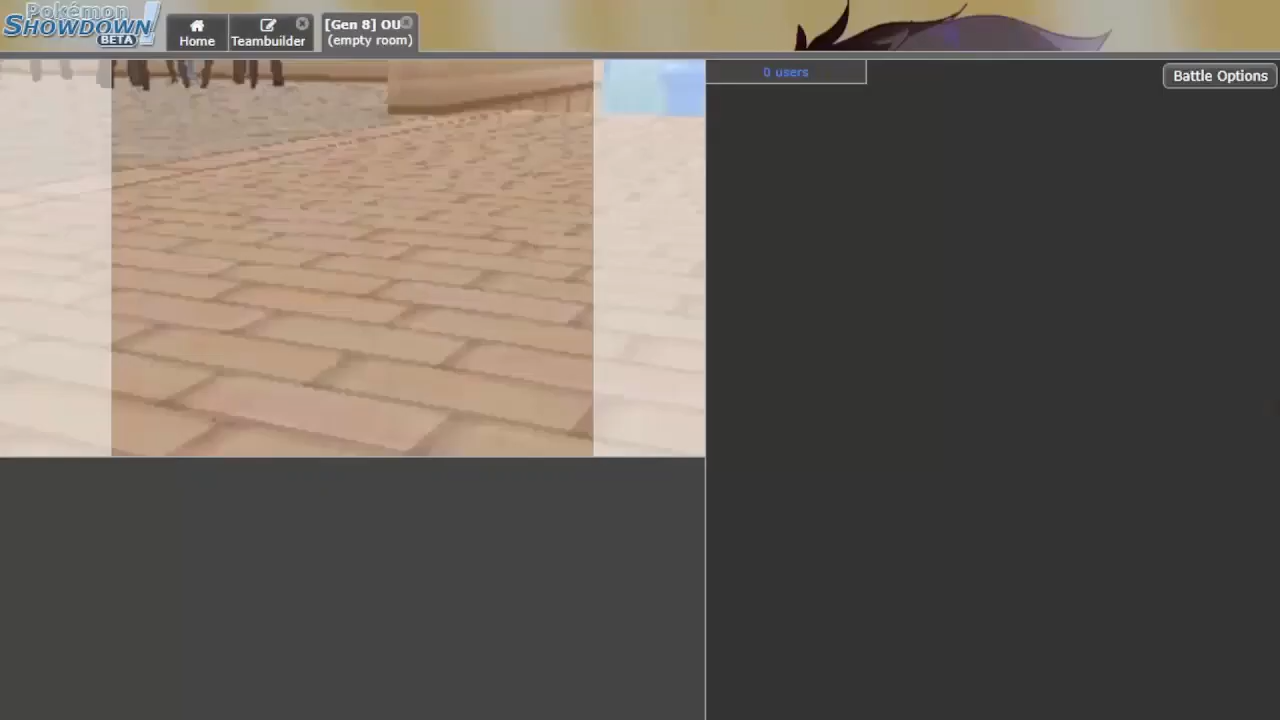 Pokémon
SHOWDOWN!
BETA
Home
Teambuilder
[Gen 8] OU
(empty room)
0 users
Battle Options